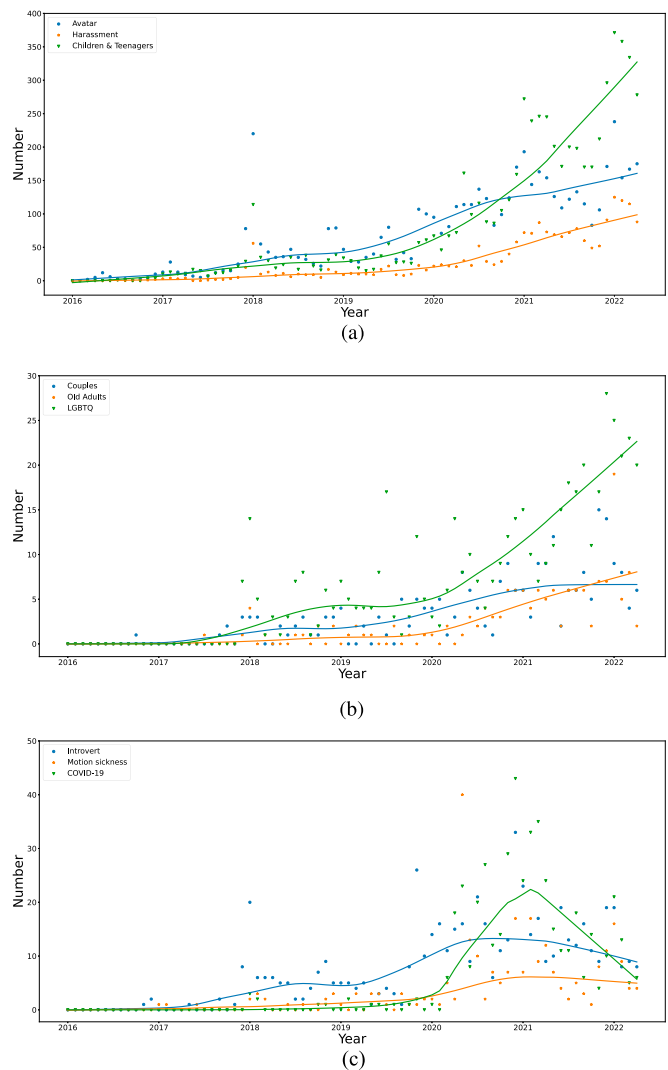 400
350
300
250
200
150
100
50
0
Number
Avatar
Harassment
Children & Teenagers
2016 2017 2018 2019 2020 2021 2022
Year
(a)
30
25
20
15
10
5
0
Number
Couples
Old Adults
LGBTQ
2016 2017 2018 2019 2020 2021 2022
Year
(b)
50
40
30
20
10
0
Number
Introvert
Motion sickness
COVID-19
2016 2017 2018 2019 2020 2021 2022
Year
(c)